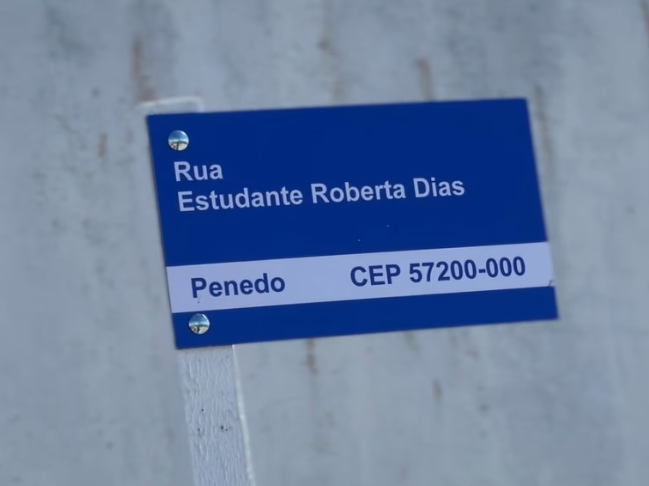 Rua
Estudante Roberta Dias
Penedo CEP 57200-000